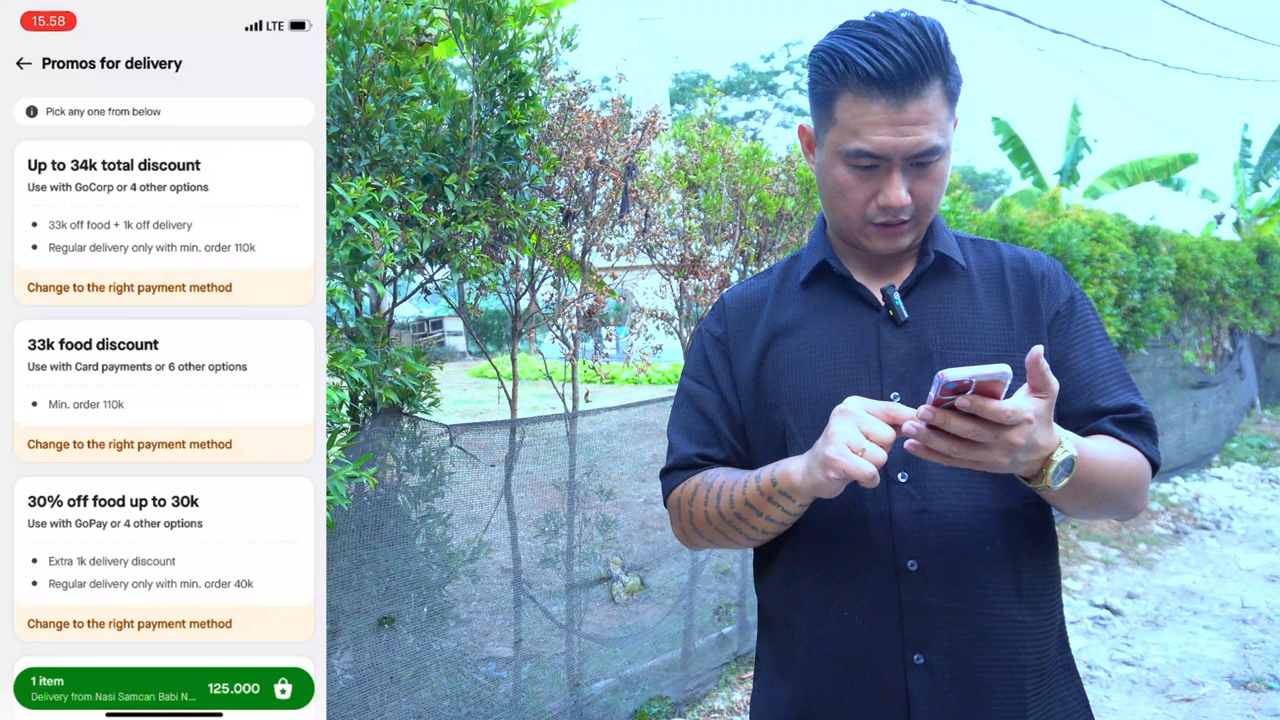 15.58
LTE
Promos for delivery
Pick any one from below
Up to 34k total discount
Use with GoCorp or 4 other options
33k off food + 1k off delivery
Regular delivery only with min. order 110k
Change to the right payment method
33k food discount
Use with Card payments or 6 other options
Min. order 110k
Change to the right payment method
30% off food up to 30k
Use with GoPay or 4 other options
Extra 1k delivery discount
Regular delivery only with min. order 40k
Change to the right payment method
1 item
125.000
Delivery from Nasi Samcan Babi N...